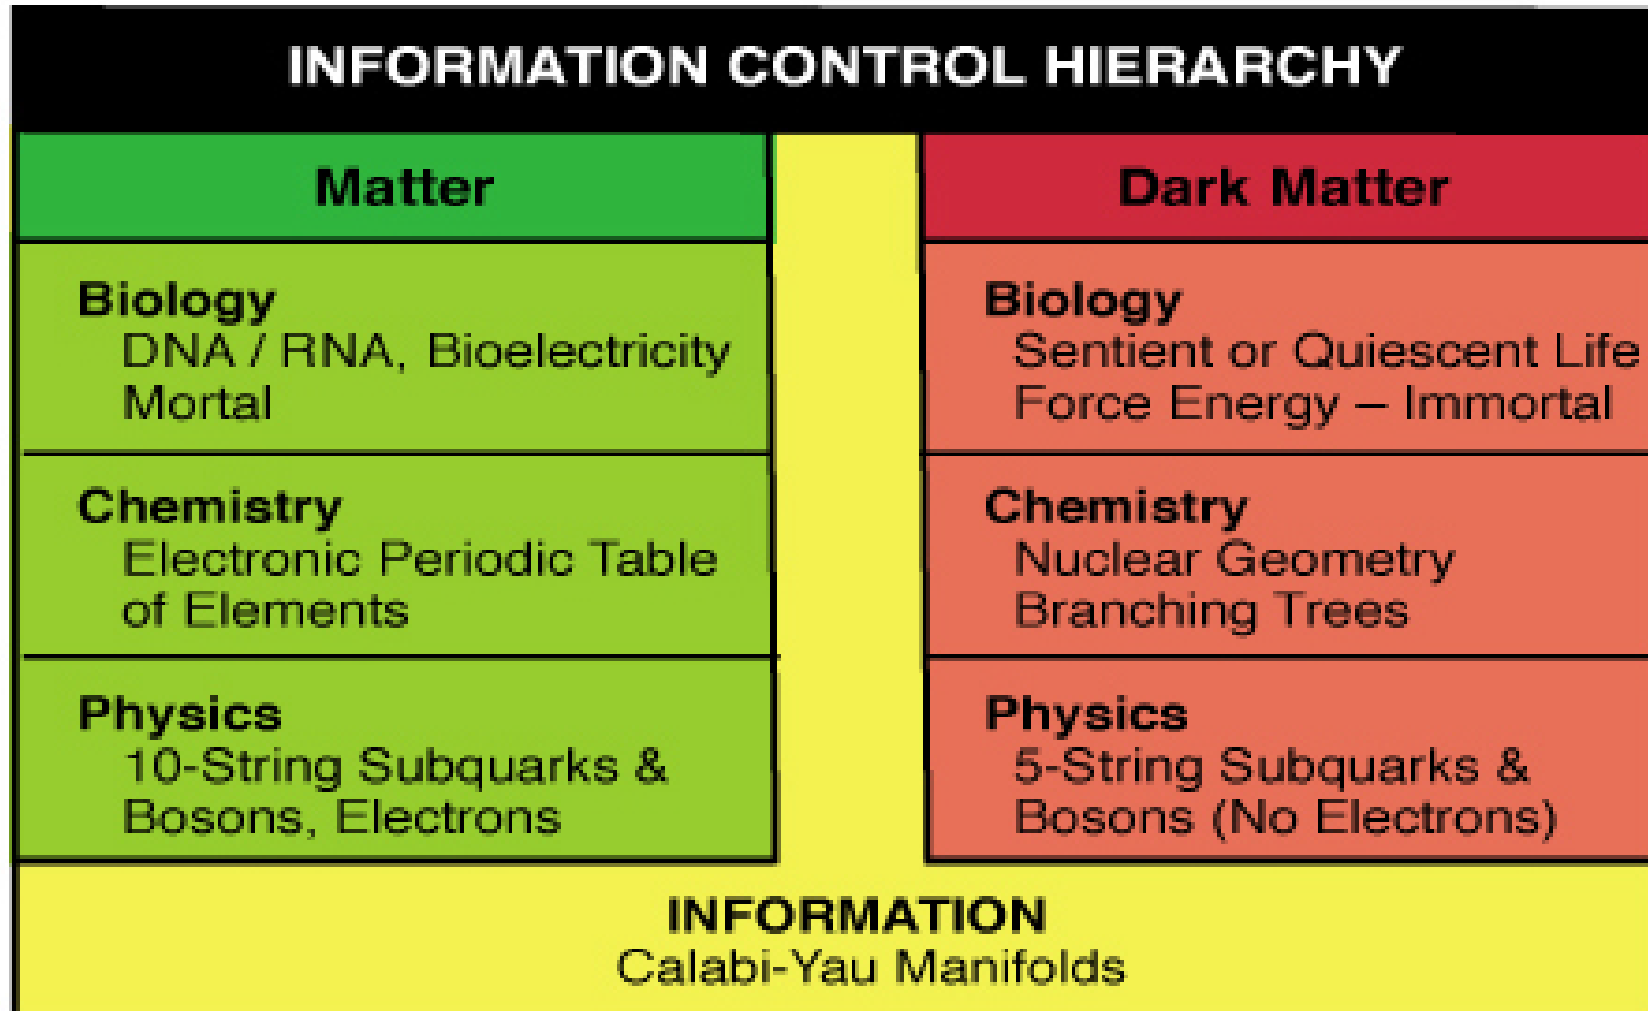 INFORMATION CONTROL HIERARCHY
Matter
Biology
DNA / RNA, Bioelectricity
Mortal
Chemistry
Electronic Periodic Table
of Elements
Physics
10-String Subquarks &
Bosons, Electrons
Dark Matter
Biology
Sentient or Quiescent Life
Force Energy – Immortal
Chemistry
Nuclear Geometry
Branching Trees
Physics
5-String Subquarks &
Bosons (No Electrons)
INFORMATION
Calabi-Yau Manifolds